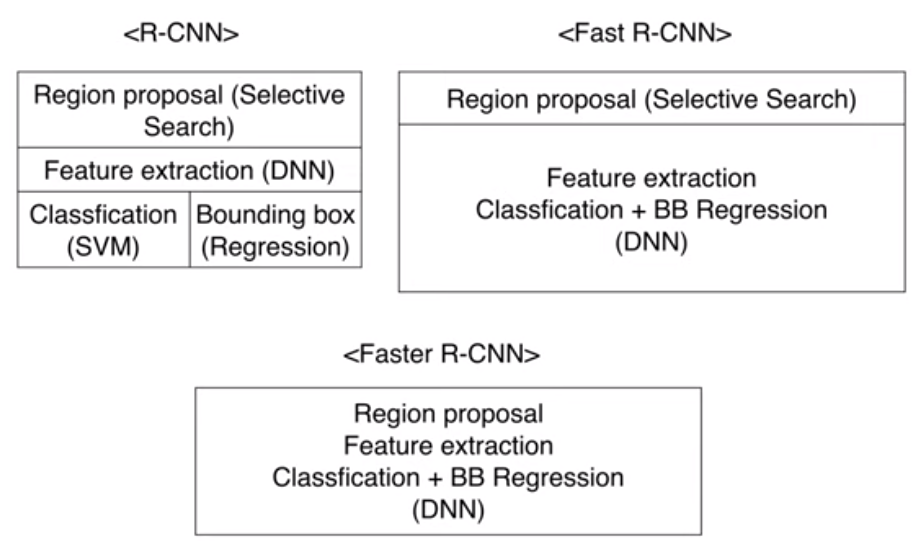 <R-CNN>
Region proposal (Selective
Search)
Feature extraction (DNN)
Classfication
(SVM)
Bounding box
(Regression)
<Fast R-CNN>
Region proposal (Selective Search)
Feature extraction
Classfication + BB Regression
(DNN)
<Faster R-CNN>
Region proposal
Feature extraction
Classfication + BB Regression
(DNN)